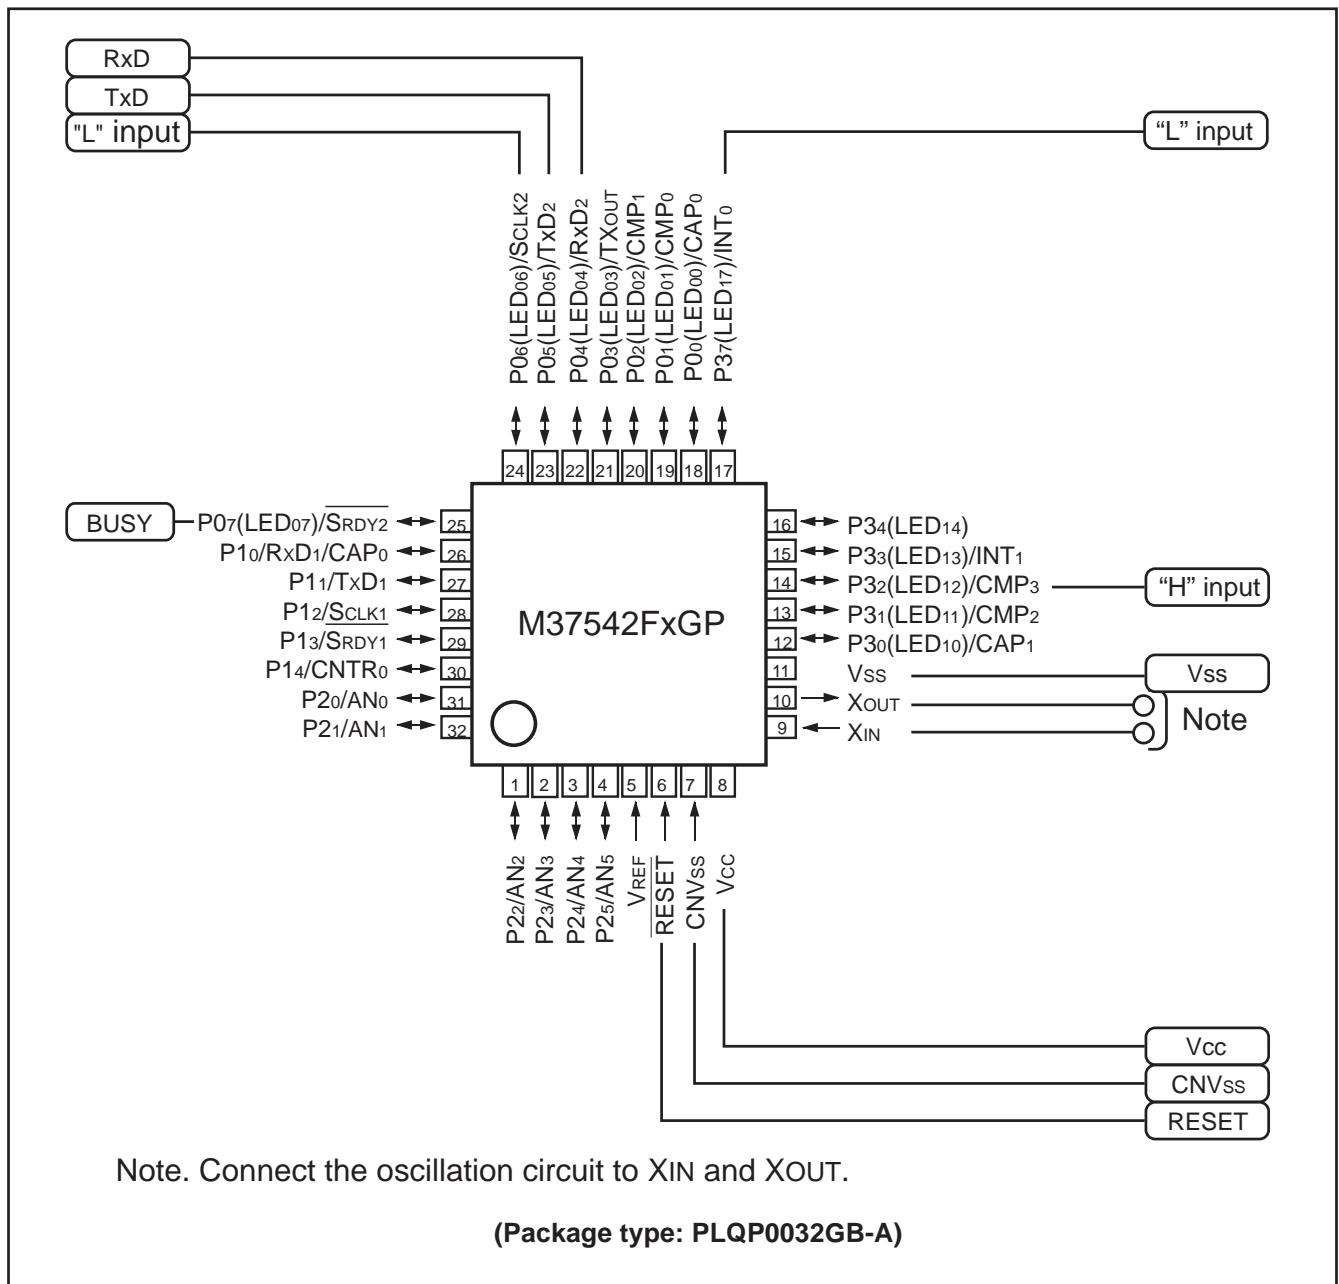 RxD
TxD
"L" input
“L” input
P06(LED06)/SCLK2
P05(LED05)/TxD2
P04(LED04)/RxD2
P03(LED03)/TXOUT
P02(LED02)/CMP1
P01(LED01)/CMP0
P00(LED00)/CAP0
P37(LED17)/INT0
24 23 22 21 20 19 18 17
BUSY
P07(LED07)/SRDY2
P10/RxD1/CAP0
P11/TxD1
P12/SCLK1
P13/SRDY1
P14/CNTR0
P20/AN0
P21/AN1
25
26
27
28
29
30
31
32
M37542FxGP
16
15
14
13
12
11
10
9
P34(LED14)
P33(LED13)/INT1
P32(LED12)/CMP3
P31(LED11)/CMP2
P30(LED10)/CAP1
VSS
XOUT
XIN
“H” input
Vss
Note
1 2 3 4 5 6 7 8
P22/AN2
P23/AN3
P24/AN4
P25/AN5
VREF
RESET
CNVSS
VCC
Vcc
CNVss
RESET
Note. Connect the oscillation circuit to XIN and XOUT.
(Package type: PLQP0032GB-A)